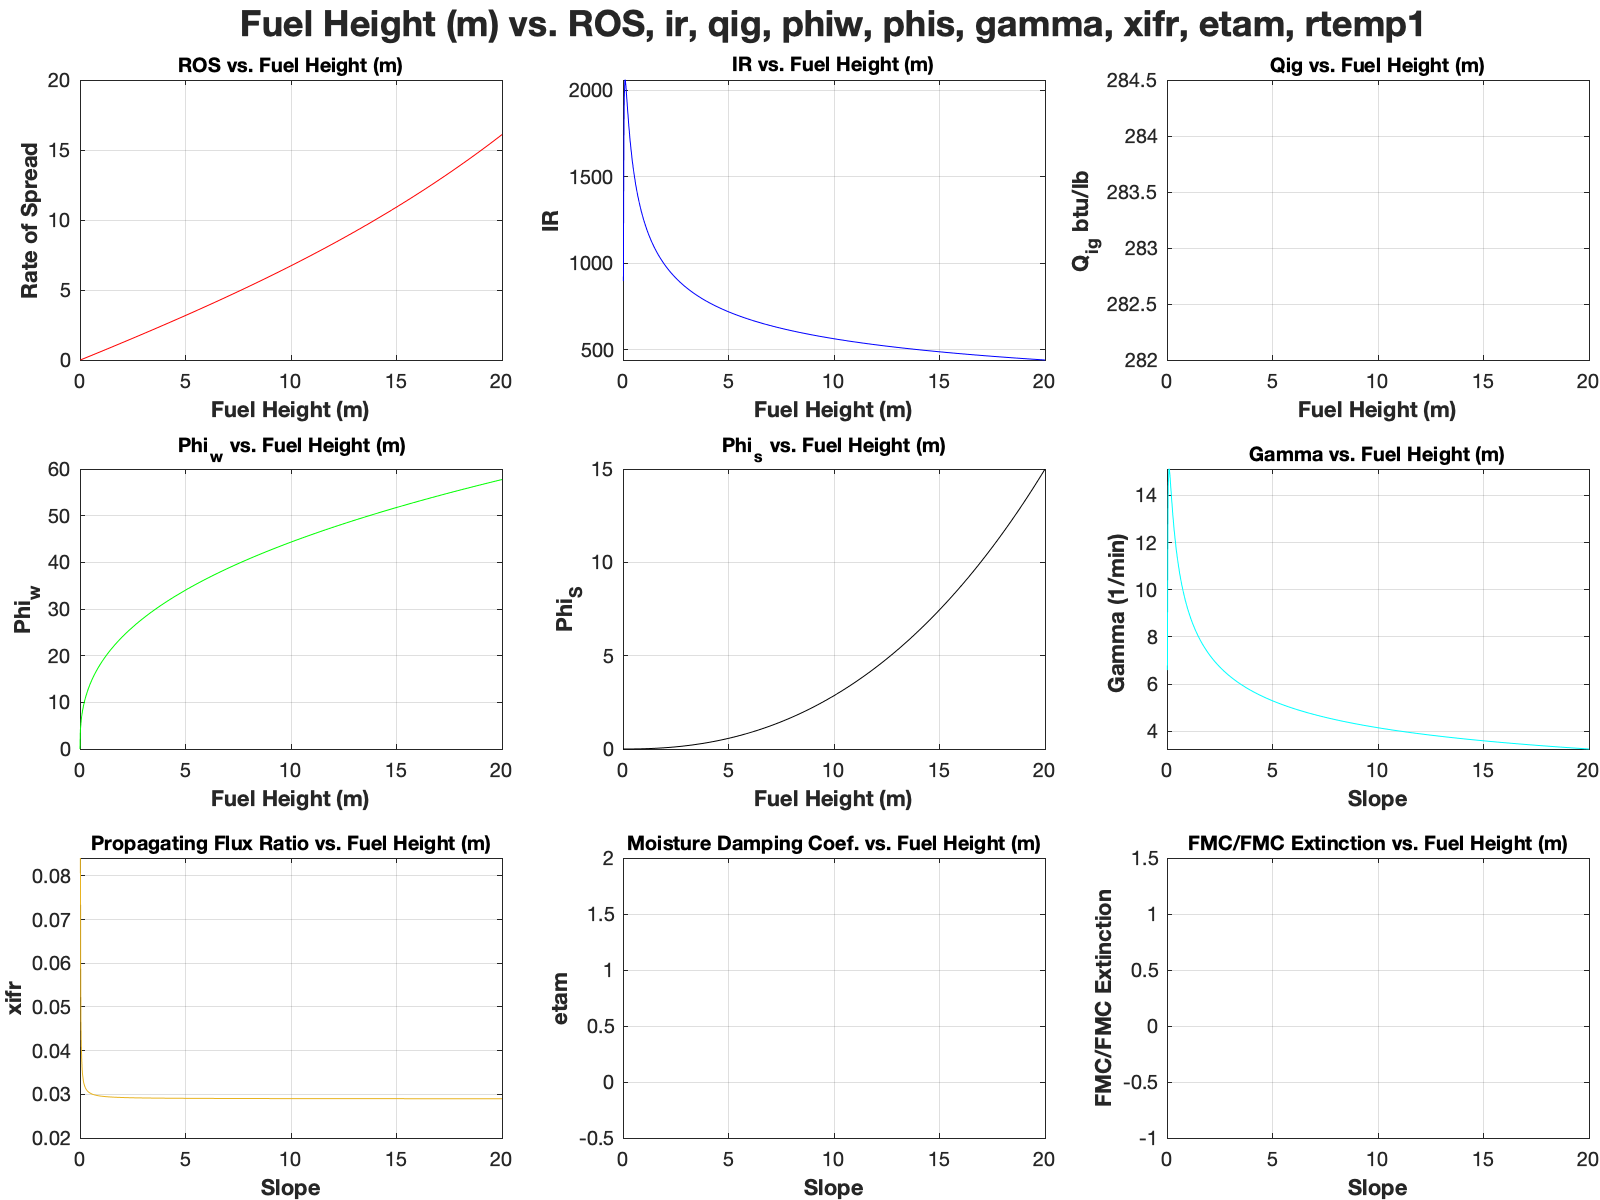 Fuel Height (m) vs. ROS, ir, qig, phiw, phis, gamma, xifr, etam, rtemp1
ROS vs. Fuel Height (m)
20
15
10
5
0
Rate of Spread
0 5 10 15 20
Fuel Height (m)
IR vs. Fuel Height (m)
2000
1500
1000
500
IR
0 5 10 15 20
Fuel Height (m)
Qig vs. Fuel Height (m)
284.5
284
283.5
283
282.5
282
Qig btu/lb
0 5 10 15 20
Fuel Height (m)
Phiw vs. Fuel Height (m)
60
50
40
30
20
10
0
Phiw
0 5 10 15 20
Fuel Height (m)
Phis vs. Fuel Height (m)
15
10
5
0
PhiS
0 5 10 15 20
Fuel Height (m)
Gamma vs. Fuel Height (m)
14
12
10
8
6
4
Gamma (1/min)
0 5 10 15 20
Slope
Propagating Flux Ratio vs. Fuel Height (m)
0.08
0.07
0.06
0.05
0.04
0.03
0.02
xifr
0 5 10 15 20
Slope
Moisture Damping Coef. vs. Fuel Height (m)
2
1.5
1
0.5
0
-0.5
etam
0 5 10 15 20
Slope
FMC/FMC Extinction vs. Fuel Height (m)
1.5
1
0.5
0
-0.5
-1
FMC/FMC Extinction
0 5 10 15 20
Slope